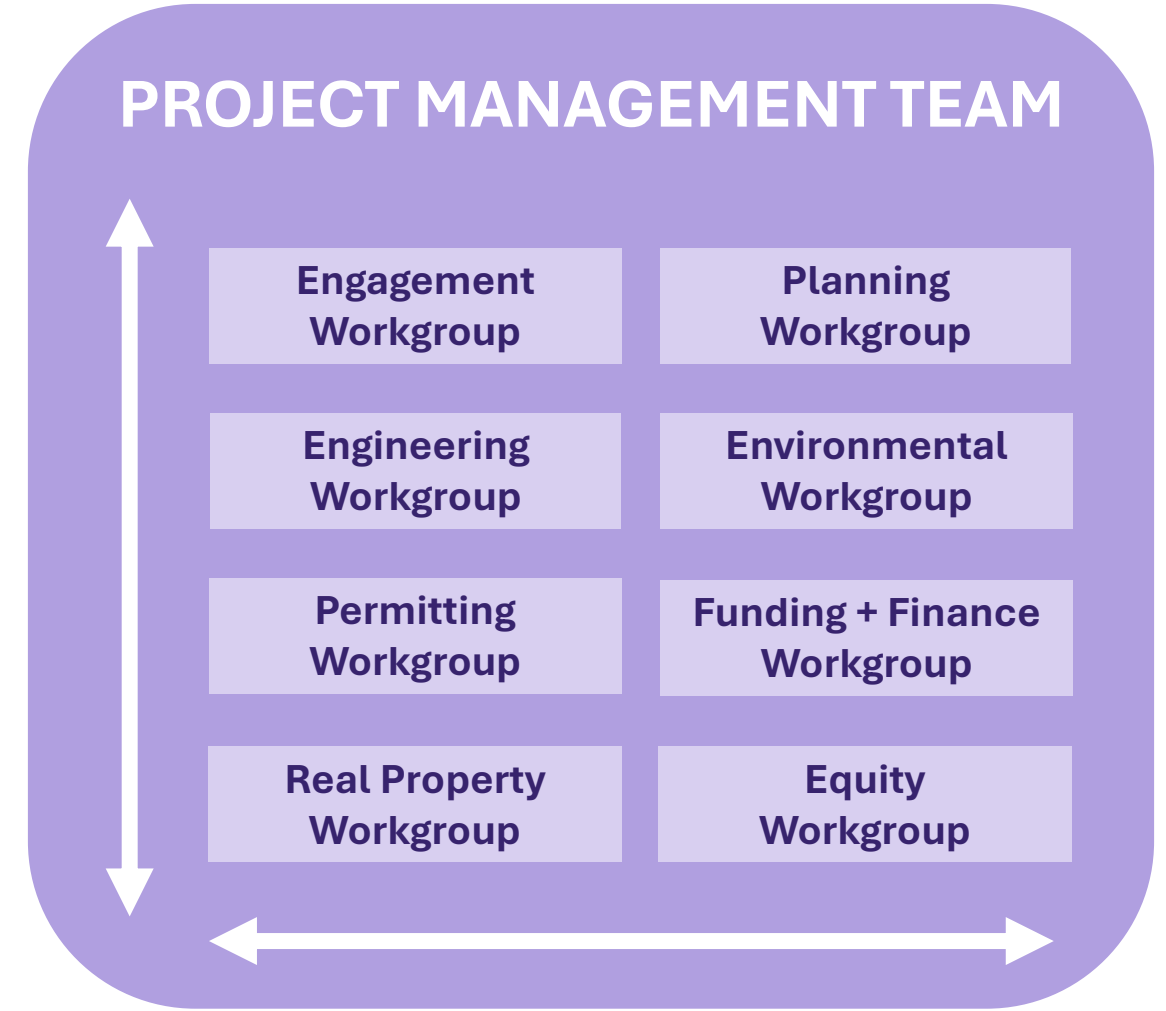 PROJECT MANAGEMENT TEAM
Engagement
Workgroup
Planning
Workgroup
Engineering
Workgroup
Environmental
Workgroup
Permitting
Workgroup
Funding + Finance
Workgroup
Real Property
Workgroup
Equity
Workgroup